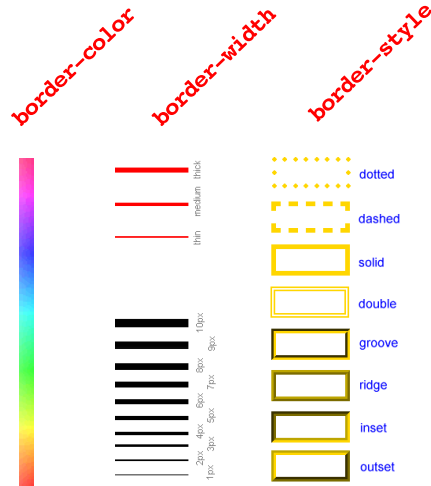 border-color
border-width
border-style
thick
medium
thin
10px
9px
8px
7px
6px
5px
4px
3px
2px
1px
dotted
dashed
solid
double
groove
ridge
inset
outset